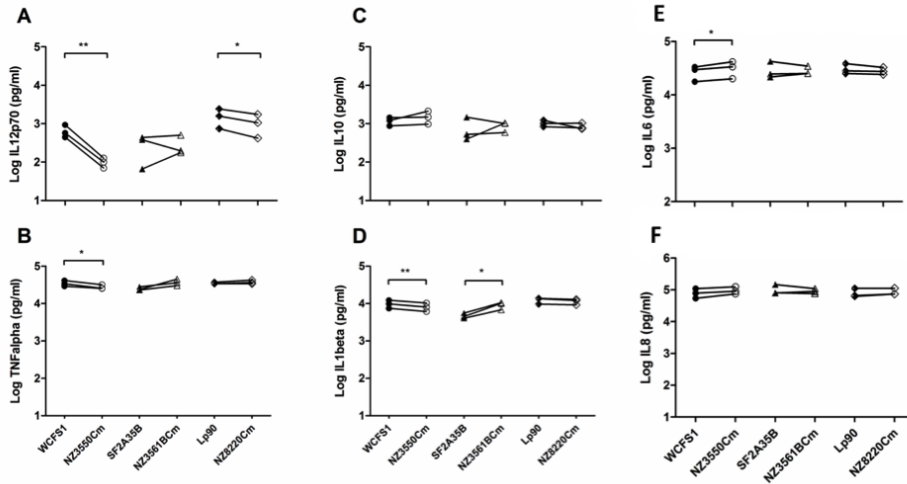 A
Log IL12p70 (pg/ml)
5
4
3
2
1
**
*
C
Log IL10 (pg/ml)
5
4
3
2
1
E
Log IL6 (pg/ml)
5
4
3
2
*
B
Log TNFalpha (pg/ml)
5
4
3
2
1
*
WCFS1
NZ3550Cm
SF2A35B
NZ3561BCm
Lp90
NZ8220Cm
D
Log IL1beta (pg/ml)
5
4
3
2
1
**
*
WCFS1
NZ3550Cm
SF2A35B
NZ3561BCm
Lp90
NZ8220Cm
F
Log IL8 (pg/ml)
6
5
4
3
2
1
WCFS1
NZ3550Cm
SF2A35B
NZ3561BCm
Lp90
NZ8220Cm